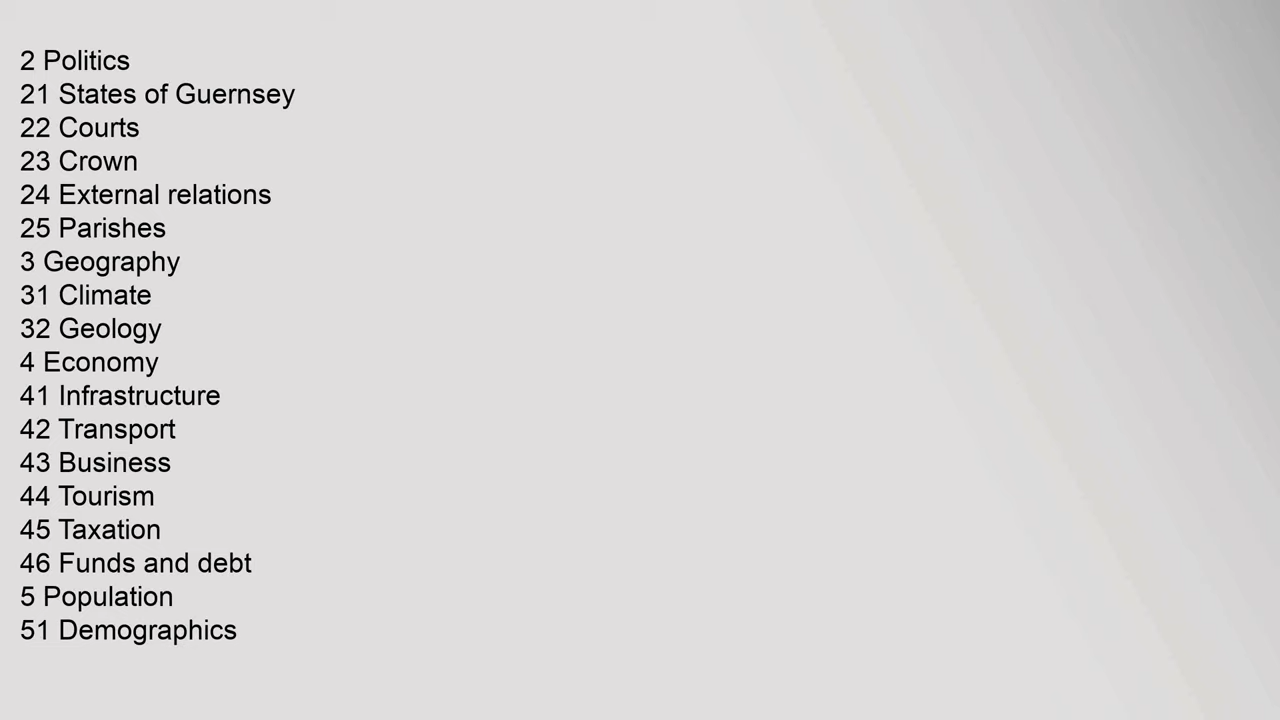 2 Politics
21 States of Guernsey
22 Courts
23 Crown
24 External relations
25 Parishes
3 Geography
31 Climate
32 Geology
4 Economy
41 Infrastructure
42 Transport
43 Business
44 Tourism
45 Taxation
46 Funds and debt
5 Population
51 Demographics